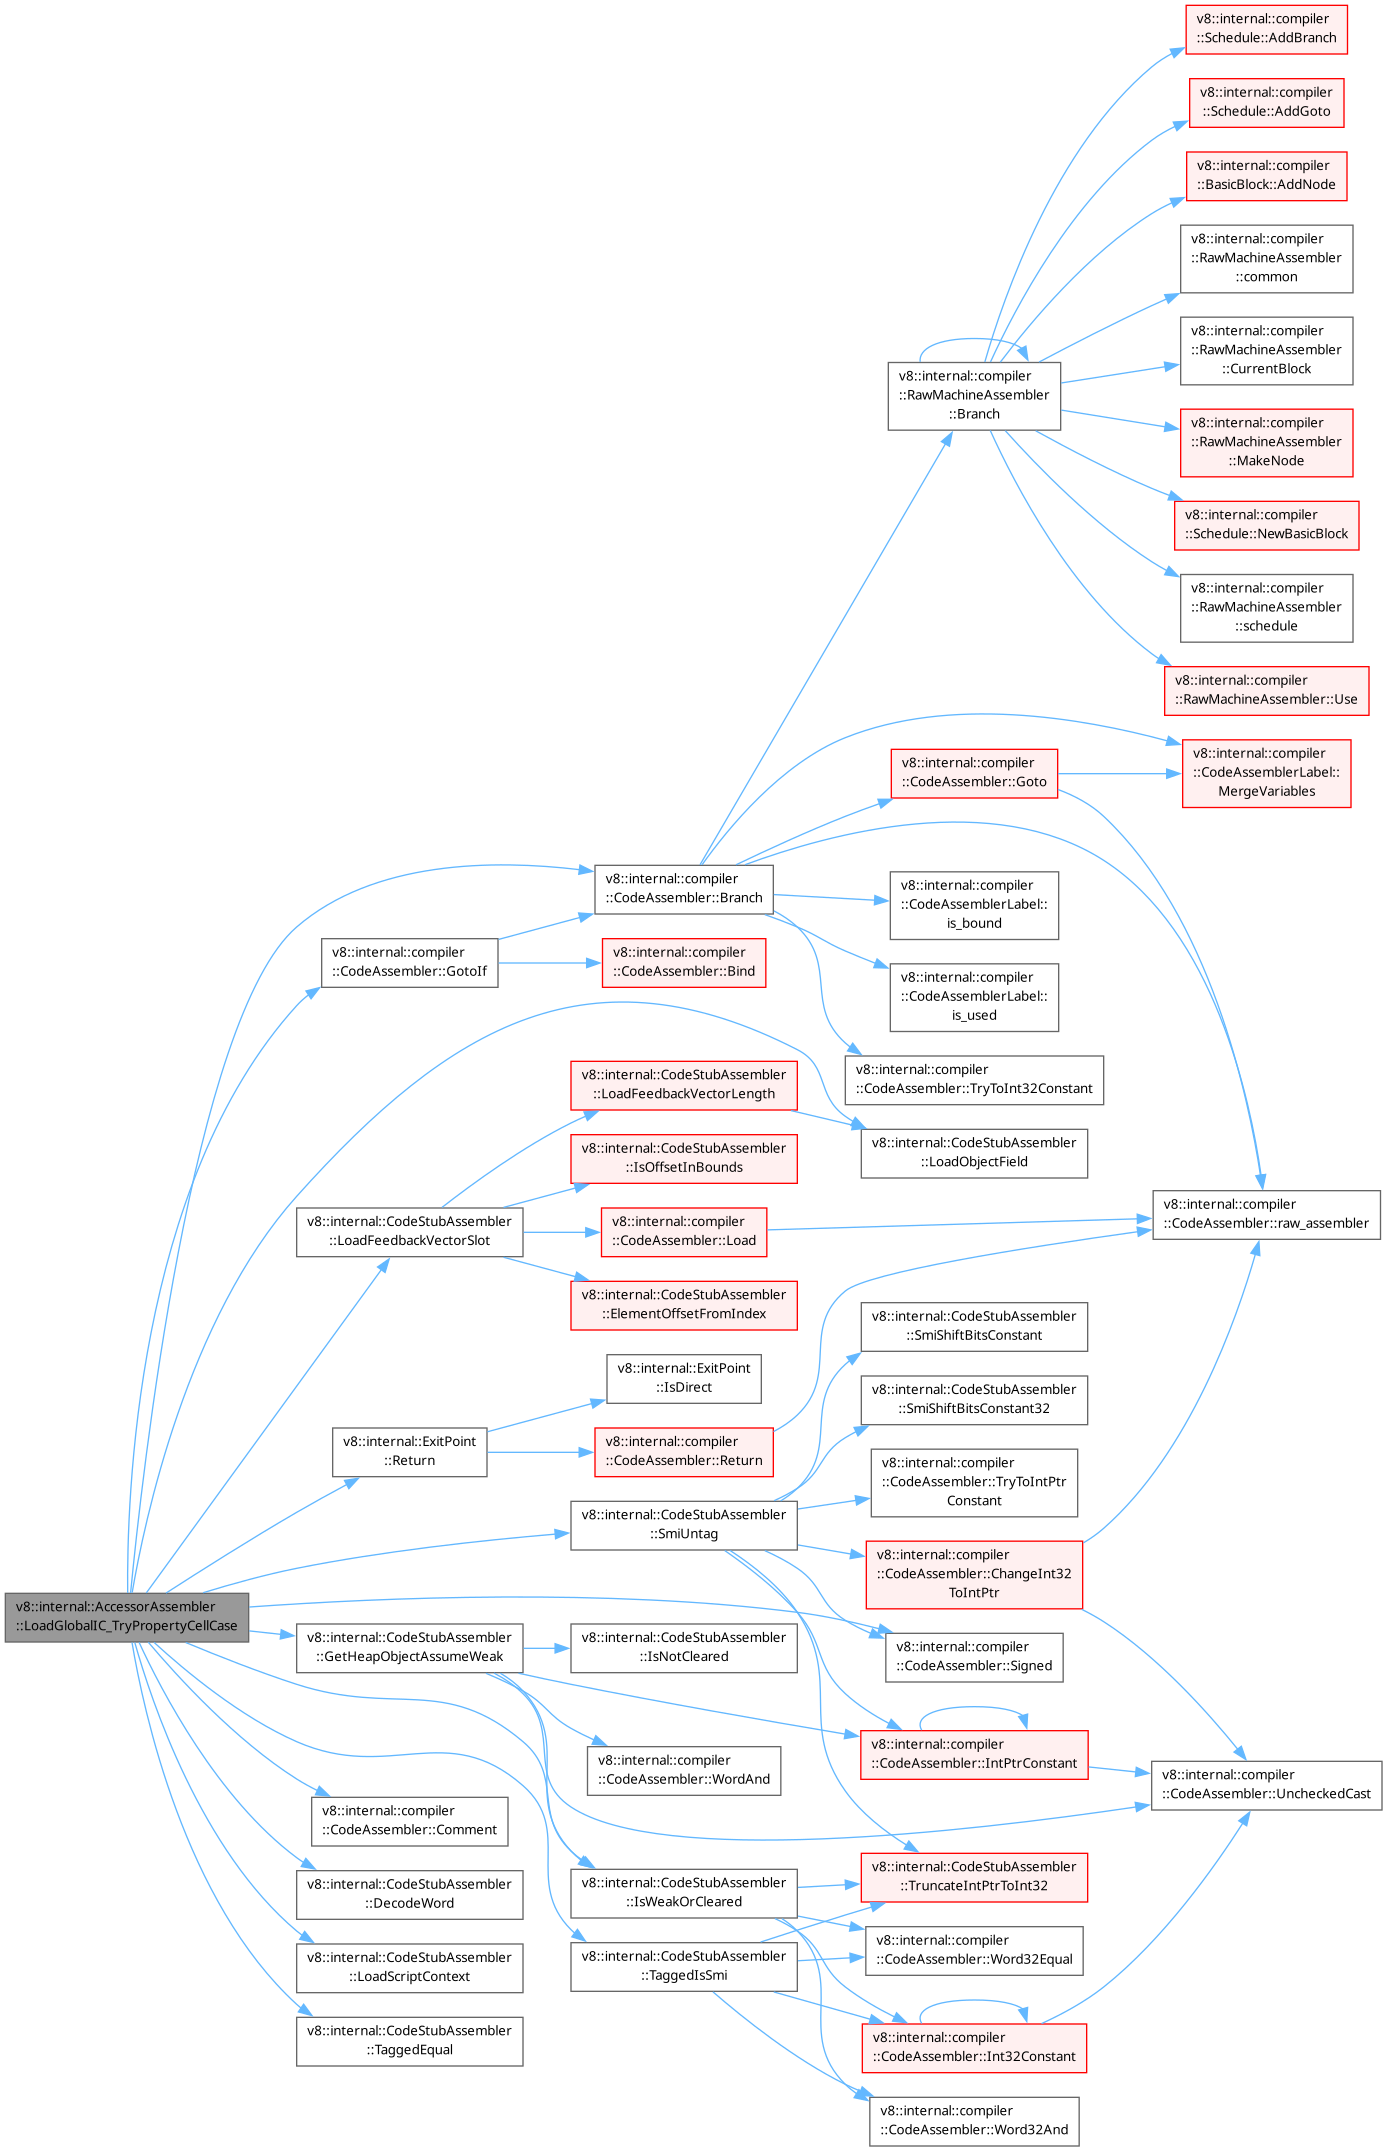 v8::internal::compiler
::Schedule::AddBranch
v8::internal::compiler
::Schedule::AddGoto
v8::internal::compiler
::BasicBlock::AddNode
v8::internal::compiler
::RawMachineAssembler
::common
v8::internal::compiler
::RawMachineAssembler
::CurrentBlock
v8::internal::compiler
::RawMachineAssembler
::Branch
v8::internal::compiler
::RawMachineAssembler
::MakeNode
v8::internal::compiler
::Schedule::NewBasicBlock
v8::internal::compiler
::RawMachineAssembler
::schedule
v8::internal::compiler
::RawMachineAssembler::Use
v8::internal::compiler
::CodeAssembler::Goto
v8::internal::compiler
::CodeAssemblerLabel::
MergeVariables
v8::internal::compiler
::CodeAssembler::Branch
v8::internal::compiler
::CodeAssemblerLabel::
is_bound
v8::internal::compiler
::CodeAssembler::GotoIf
v8::internal::compiler
::CodeAssembler::Bind
v8::internal::compiler
::CodeAssemblerLabel::
is_used
v8::internal::compiler
::CodeAssembler::TryToInt32Constant
v8::internal::CodeStubAssembler
::LoadFeedbackVectorLength
v8::internal::CodeStubAssembler
::LoadObjectField
v8::internal::CodeStubAssembler
::IsOffsetInBounds
v8::internal::CodeStubAssembler
::LoadFeedbackVectorSlot
v8::internal::compiler
::CodeAssembler::Load
v8::internal::compiler
::CodeAssembler::raw_assembler
v8::internal::CodeStubAssembler
::ElementOffsetFromIndex
v8::internal::CodeStubAssembler
::SmiShiftBitsConstant
v8::internal::ExitPoint
::IsDirect
v8::internal::CodeStubAssembler
::SmiShiftBitsConstant32
v8::internal::ExitPoint
::Return
v8::internal::compiler
::CodeAssembler::Return
v8::internal::compiler
::CodeAssembler::TryToIntPtr
Constant
v8::internal::CodeStubAssembler
::SmiUntag
v8::internal::compiler
::CodeAssembler::ChangeInt32
ToIntPtr
v8::internal::AccessorAssembler
::LoadGlobalIC_TryPropertyCellCase
v8::internal::CodeStubAssembler
::GetHeapObjectAssumeWeak
v8::internal::CodeStubAssembler
::IsNotCleared
v8::internal::compiler
::CodeAssembler::Signed
v8::internal::compiler
::CodeAssembler::IntPtrConstant
v8::internal::compiler
::CodeAssembler::WordAnd
v8::internal::compiler
::CodeAssembler::UncheckedCast
v8::internal::compiler
::CodeAssembler::Comment
v8::internal::CodeStubAssembler
::DecodeWord
v8::internal::CodeStubAssembler
::IsWeakOrCleared
v8::internal::CodeStubAssembler
::TruncateIntPtrToInt32
v8::internal::CodeStubAssembler
::LoadScriptContext
v8::internal::CodeStubAssembler
::TaggedIsSmi
v8::internal::compiler
::CodeAssembler::Word32Equal
v8::internal::CodeStubAssembler
::TaggedEqual
v8::internal::compiler
::CodeAssembler::Int32Constant
v8::internal::compiler
::CodeAssembler::Word32And